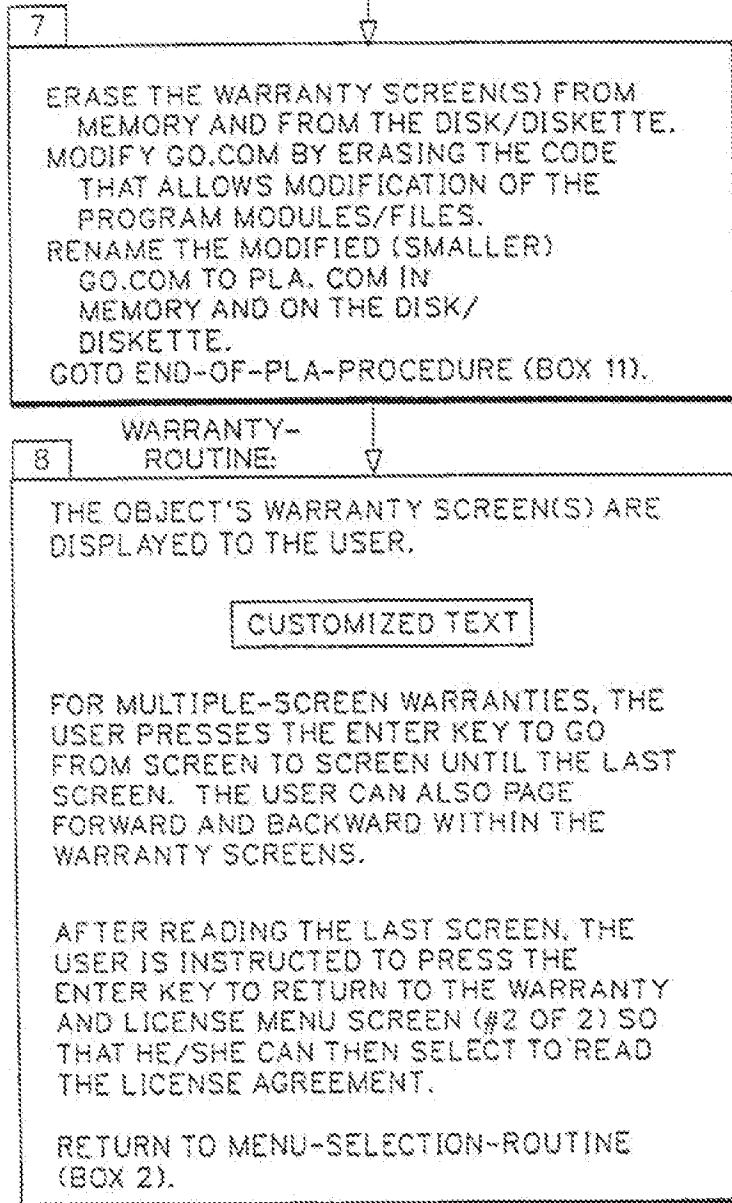 7
ERASE THE WARRANTY SCREEN(S) FROM
MEMORY AND FROM THE DISK/DISKETTE.
MODIFY GO.COM BY ERASING THE CODE
THAT ALLOWS MODIFICATION OF THE
PROGRAM MODULES/FILES.
RENAME THE MODIFIED (SMALLER)
GO.COM TO PLA. COM IN
MEMORY AND ON THE DISK/
DISKETTE.
GOTO END-OF-PLA-PROCEDURE (BOX 11).
WARRANTY-
8 ROUTINE:
THE OBJECT'S WARRANTY SCREEN(S) ARE
DISPLAYED TO THE USER.
CUSTOMIZED TEXT
FOR MULTIPLE-SCREEN WARRANTIES, THE
USER PRESSES THE ENTER KEY TO GO
FROM SCREEN TO SCREEN UNTIL THE LAST
SCREEN. THE USER CAN ALSO PAGE
FORWARD AND BACKWARD WITHIN THE
WARRANTY SCREENS.
AFTER READING THE LAST SCREEN, THE
USER IS INSTRUCTED TO PRESS THE
ENTER KEY TO RETURN TO THE WARRANTY
AND LICENSE MENU SCREEN (#2 OF 2) SO
THAT HE/SHE CAN THEN SELECT TO READ
THE LICENSE AGREEMENT.
RETURN TO MENU-SELECTION-ROUTINE
(BOX 2).